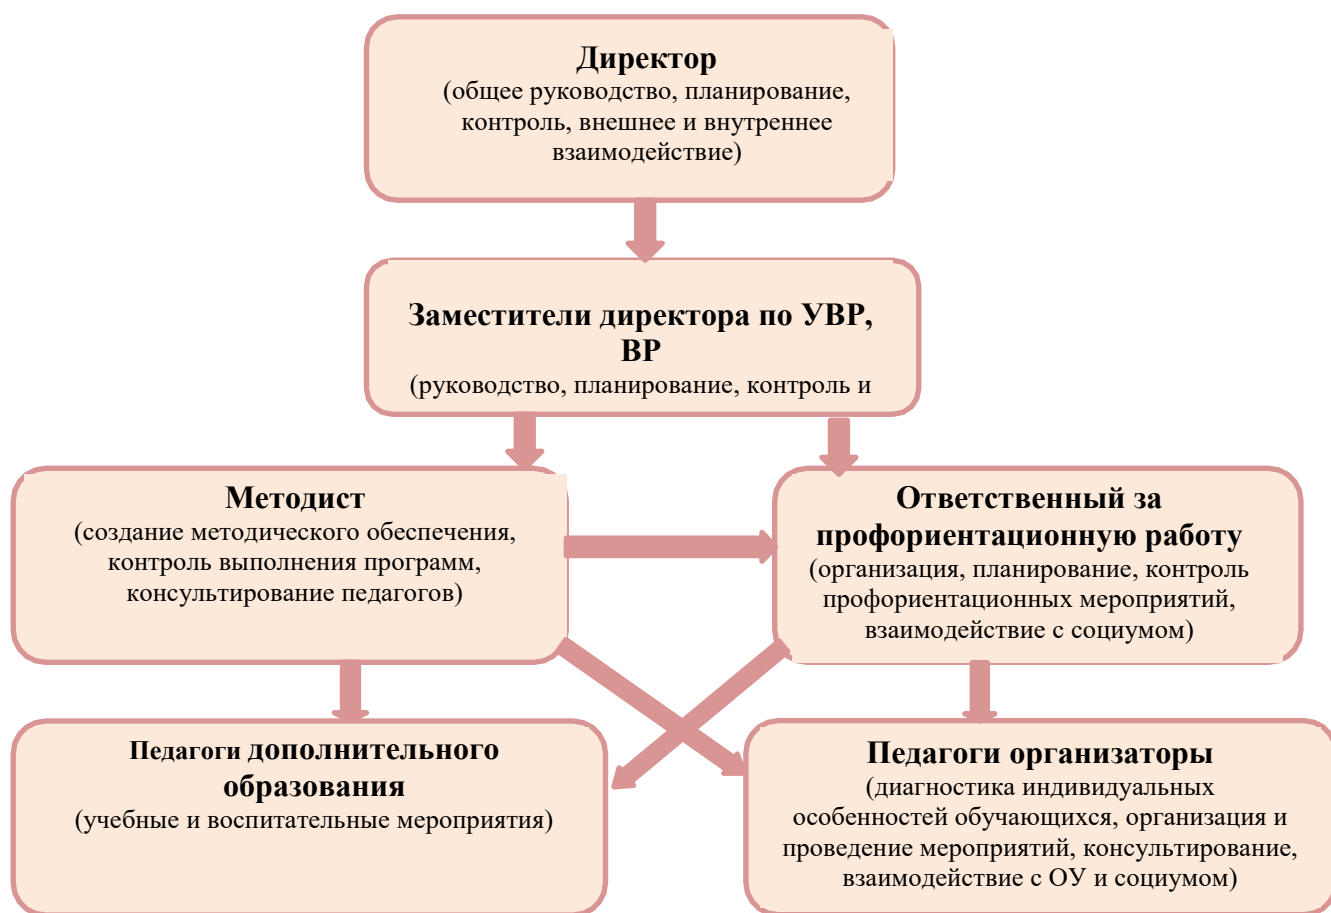 Директор
(общее руководство, планирование,
контроль, внешнее и внутреннее
взаимодействие)
Заместители директора по УВР,
ВР
(руководство, планирование, контроль и
Методист
(создание методического обеспечения,
контроль выполнения программ,
консультирование педагогов)
Ответственный за
профориентационную работу
(организация, планирование, контроль
профориентационных мероприятий,
взаимодействие с социумом)
Педагоги дополнительного
образования
(учебные и воспитательные мероприятия)
Педагоги организаторы
(диагностика индивидуальных
особенностей обучающихся, организация и
проведение мероприятий, консультирование,
взаимодействие с ОУ и социумом)